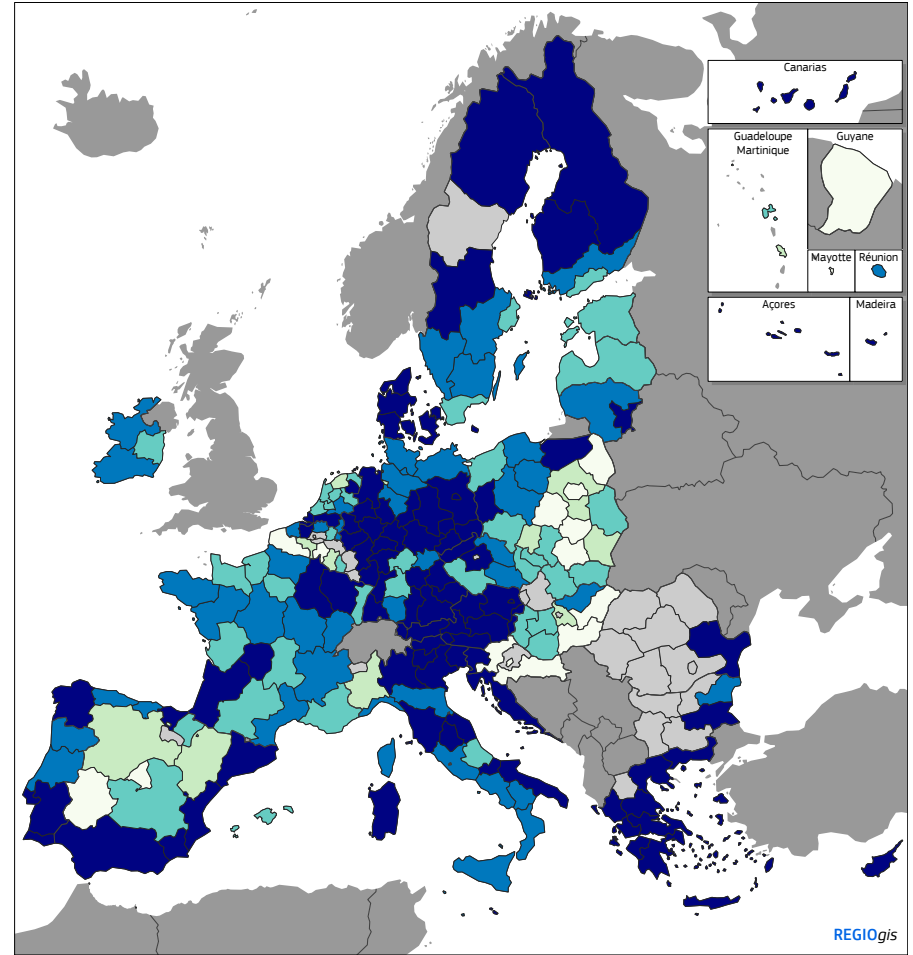 Canarias
Guadeloupe
Martinique
Guyane
Mayotte
Réunion
Açores
Madeira
REGIOgis